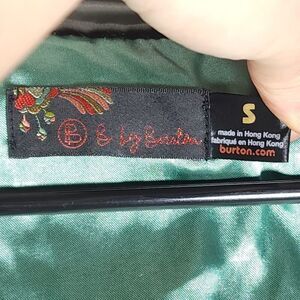 B by Burton
S
made in Hong Kong
fabriqué en Hong Kong
burton.com